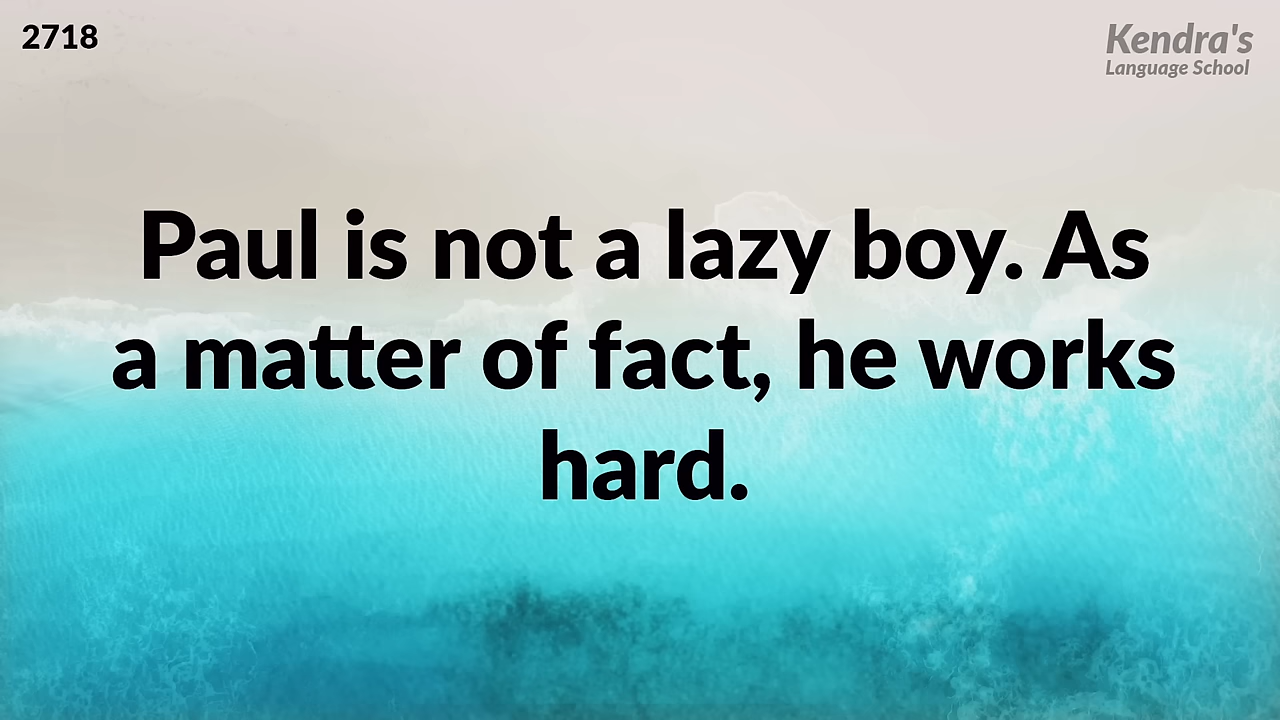 2718
Kendra's
Language School
Paul is not a lazy boy. As
a matter of fact, he works
hard.